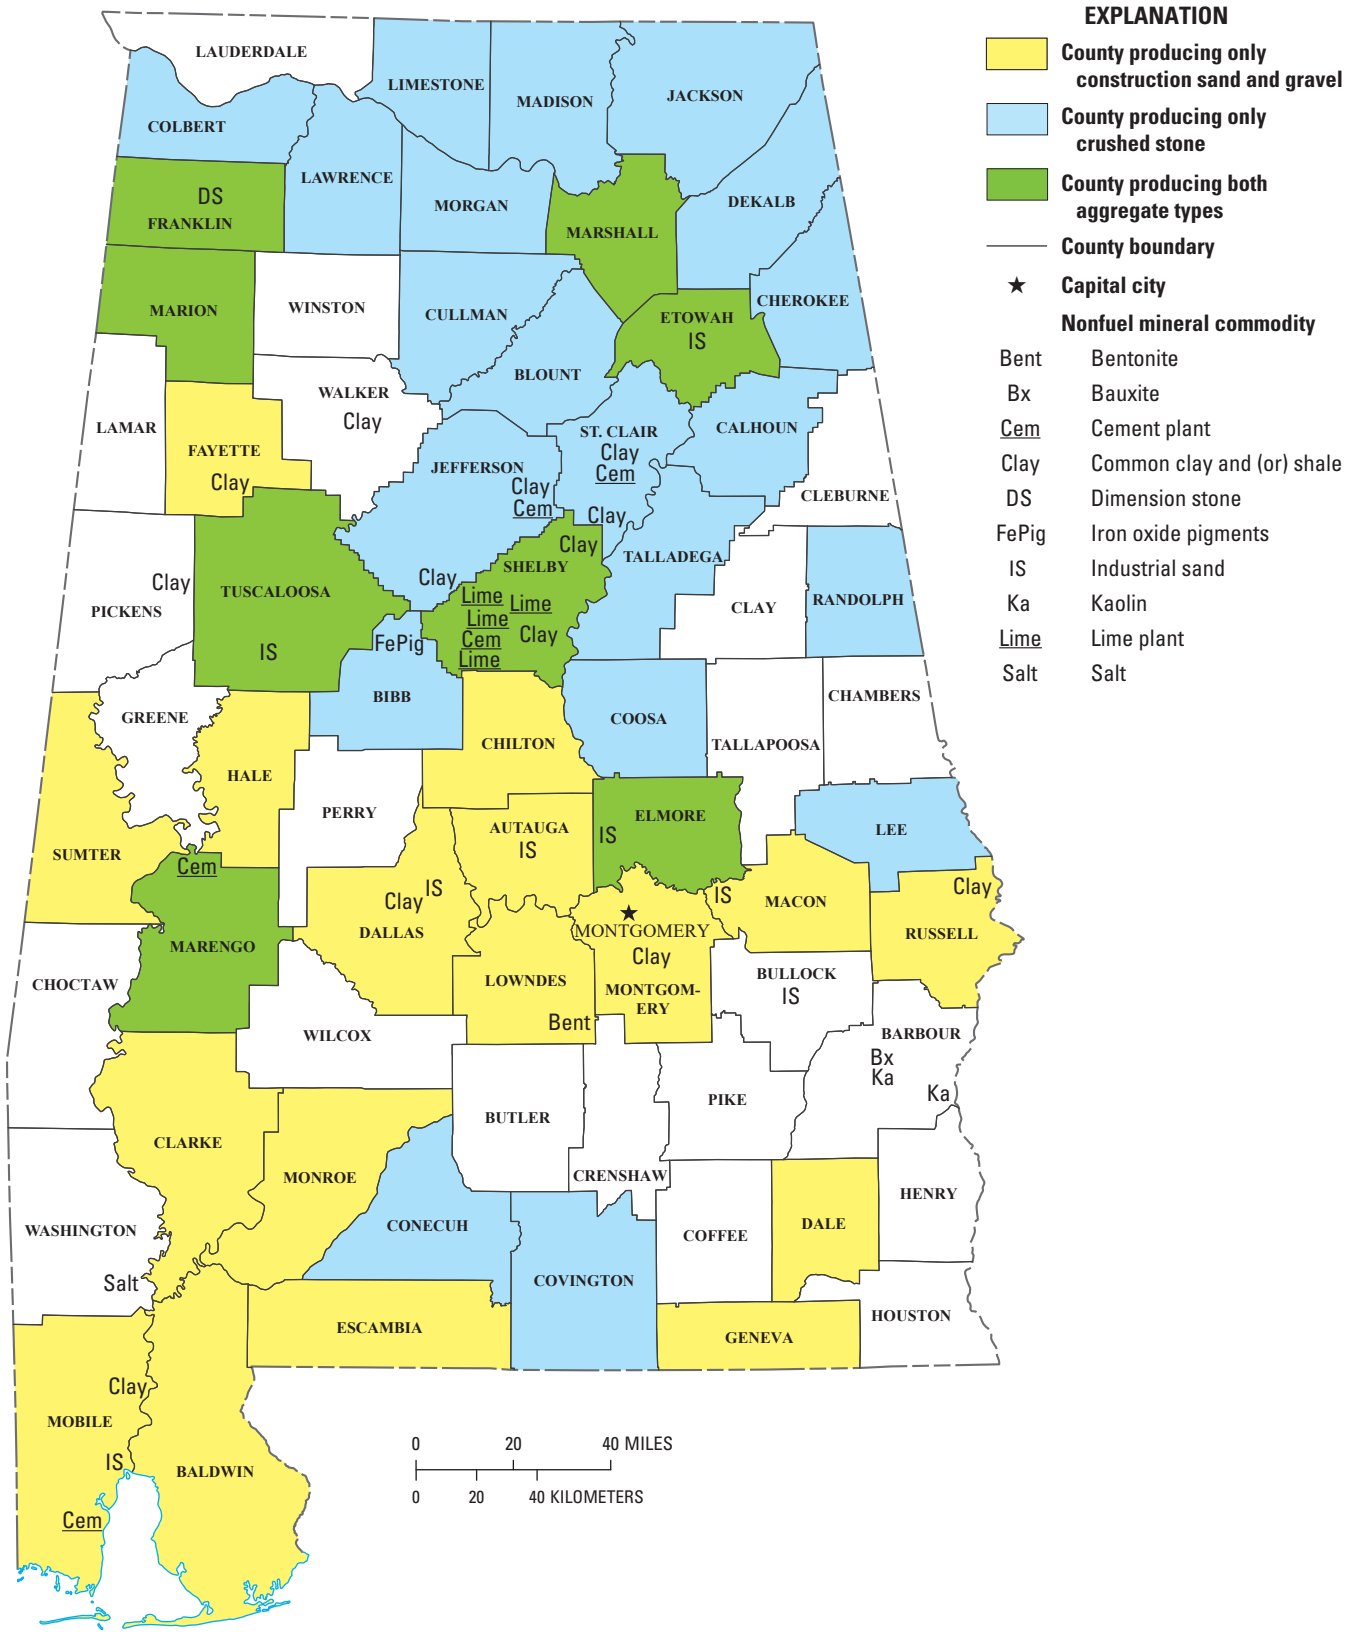 EXPLANATION
County producing only
construction sand and gravel
County producing only
crushed stone
County producing both
aggregate types
County boundary
Capital city
Nonfuel mineral commodity
Bent Bentonite
Bx Bauxite
Cem Cement plant
Clay Common clay and (or) shale
DS Dimension stone
FePig Iron oxide pigments
IS Industrial sand
Ka Kaolin
Lime Lime plant
Salt Salt
LAUDERDALE
LIMESTONE
MADISON
JACKSON
COLBERT
LAWRENCE
MORGAN
DEKALB
DS
FRANKLIN
MARSHALL
MARION
WINSTON
CULLMAN
ETOWAH
IS
CHEROKEE
BLOUNT
WALKER
Clay
LAMAR
FAYETTE
Clay
JEFFERSON
Clay
Cem
Clay
ST. CLAIR
Clay
Cem
Clay
CALHOUN
CLEBURNE
TALLADEGA
Clay
SHELBY
Lime
Lime
Lime
Cem
Clay
Lime
Clay
PICKENS
TUSCALOOSA
IS
CLAY
RANDOLPH
FePig
BIBB
GREENE
HALE
CHILTON
COOSA
TALLAPOOSA
CHAMBERS
PERRY
AUTAUGA
IS
ELMORE
IS
LEE
SUMTER
Cem
MARENGO
Clay
IS
DALLAS
IS
MACON
Clay
RUSSELL
MONTGOMERY
Clay
MONTGOM-
ERY
LOWNDES
Bent
BULLOCK
IS
CHOCTAW
WILCOX
BARBOUR
Bx
Ka
Ka
BUTLER
PIKE
CLARKE
MONROE
CRENSHAW
HENRY
WASHINGTON
Salt
CONECUH
COVINGTON
COFFEE
DALE
HOUSTON
ESCAMBIA
GENEVA
Clay
MOBILE
IS
Cem
BALDWIN
0 20 40 MILES
0 20 40 KILOMETERS